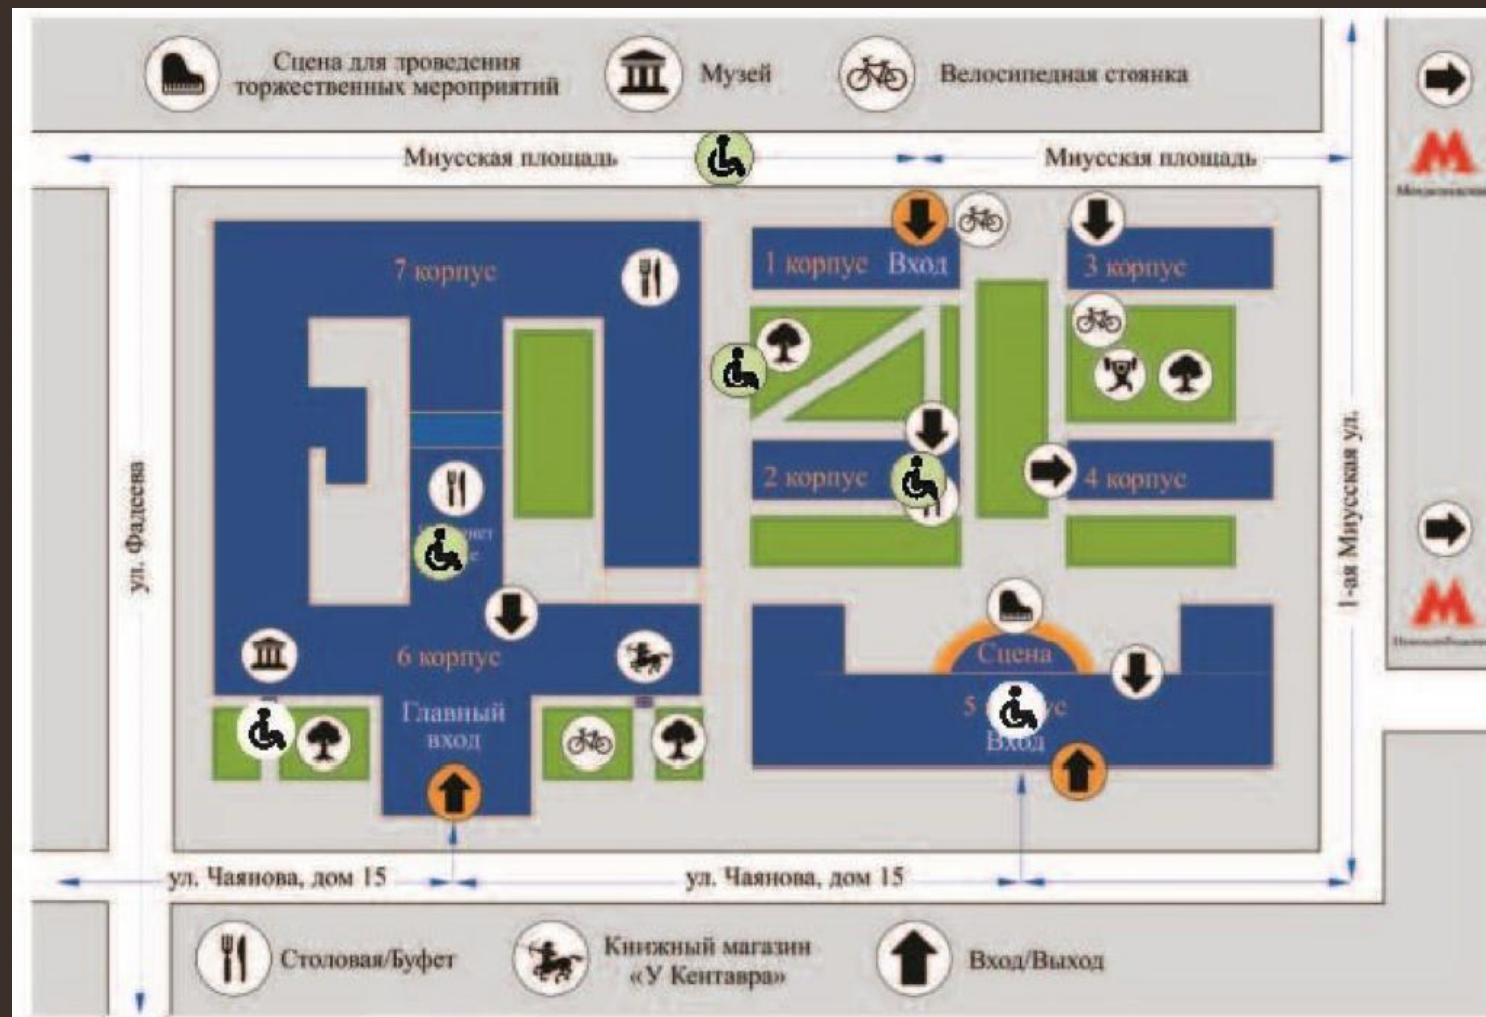 Сцена для проведения
торжественных мероприятий
Музей
Велосипедная стоянка
Миусская площадь
Миусская площадь
М
7 корпус
1 корпус
Вход
3 корпус
2 корпус
4 корпус
ул. Фадеева
1-ая Миусская ул.
М
6 корпус
Сцена
5
Вход
Главный
вход
ул. Чаянова, дом 15
ул. Чаянова, дом 15
Столовая/Буфет
Книжный магазин
«У Кентавра»
Вход/Выход